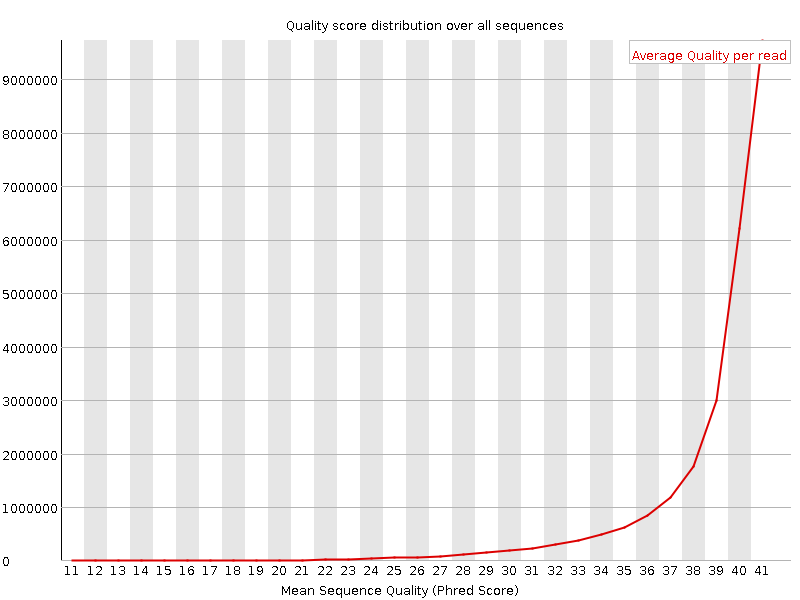 Quality score distribution over all sequences
Average Quality per read
9000000
8000000
7000000
6000000
5000000
4000000
3000000
2000000
1000000
0
11 12 13 14 15 16 17 18 19 20 21 22 23 24 25 26 27 28 29 30 31 32 33 34 35 36 37 38 39 40 41
Mean Sequence Quality (Phred Score)